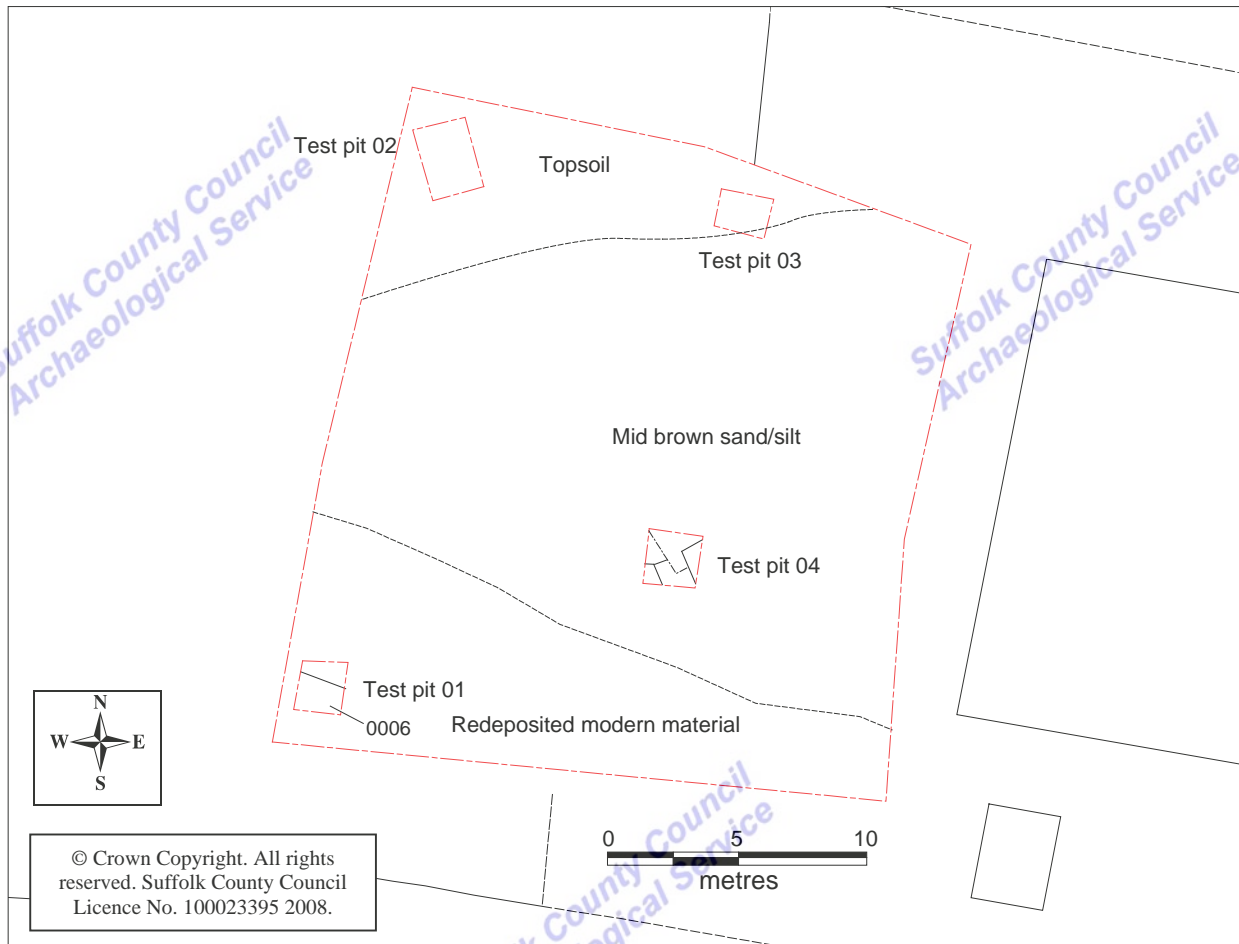 Test pit 02
Topsoil
Suffolk County Council
Archaeological Service
Suffolk County Council
Archaeological Service
Test pit 03
Mid brown sand/silt
Test pit 04
Test pit 01
0006
Redeposited modern material
N
W
E
S
0 5 10
metres
County Council
Service
© Crown Copyright. All rights
reserved. Suffolk County Council
Licence No. 100023395 2008.